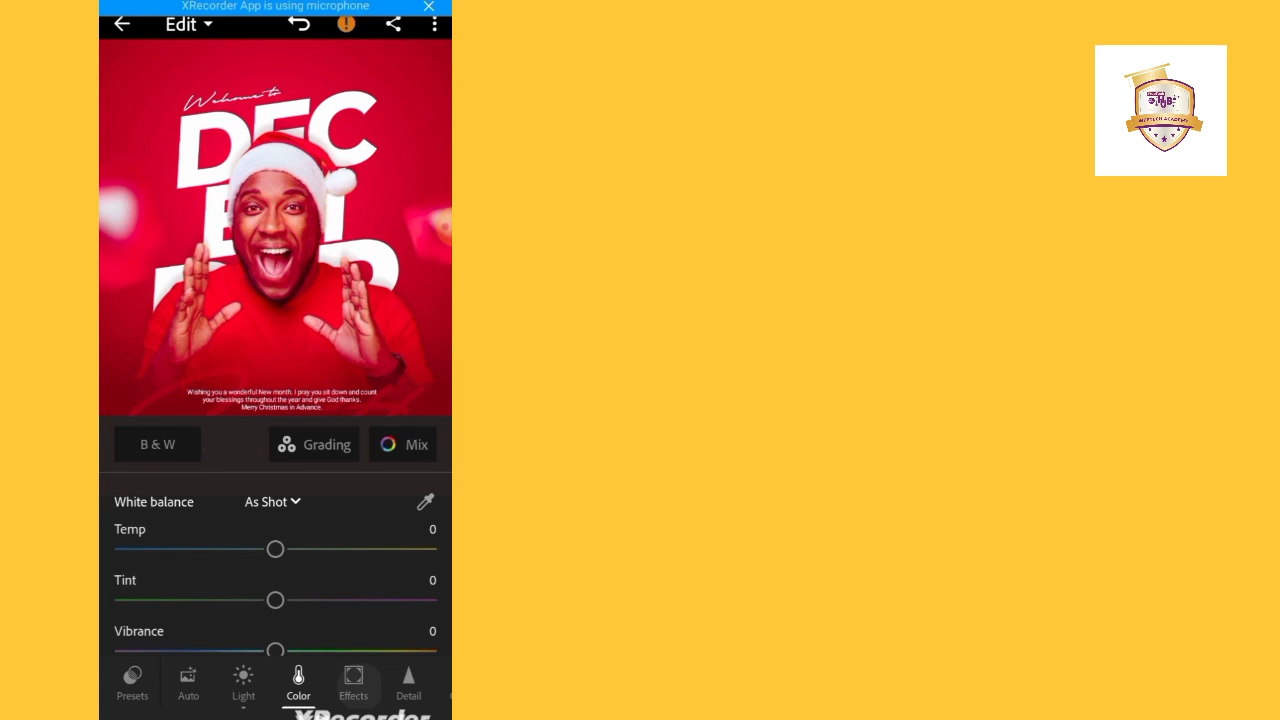 XRecorder App is using microphone
Edit
Welcome to
DEC
EM
BER
Wishing you a wonderful New month. I pray you sit down and count
your blessings throughout the year and give God thanks.
Merry Christmas in Advance.
B & W
Grading
Mix
White balance
As Shot
Temp
0
Tint
0
Vibrance
0
Presets
Auto
Light
Color
Effects
Detail
XRecorder